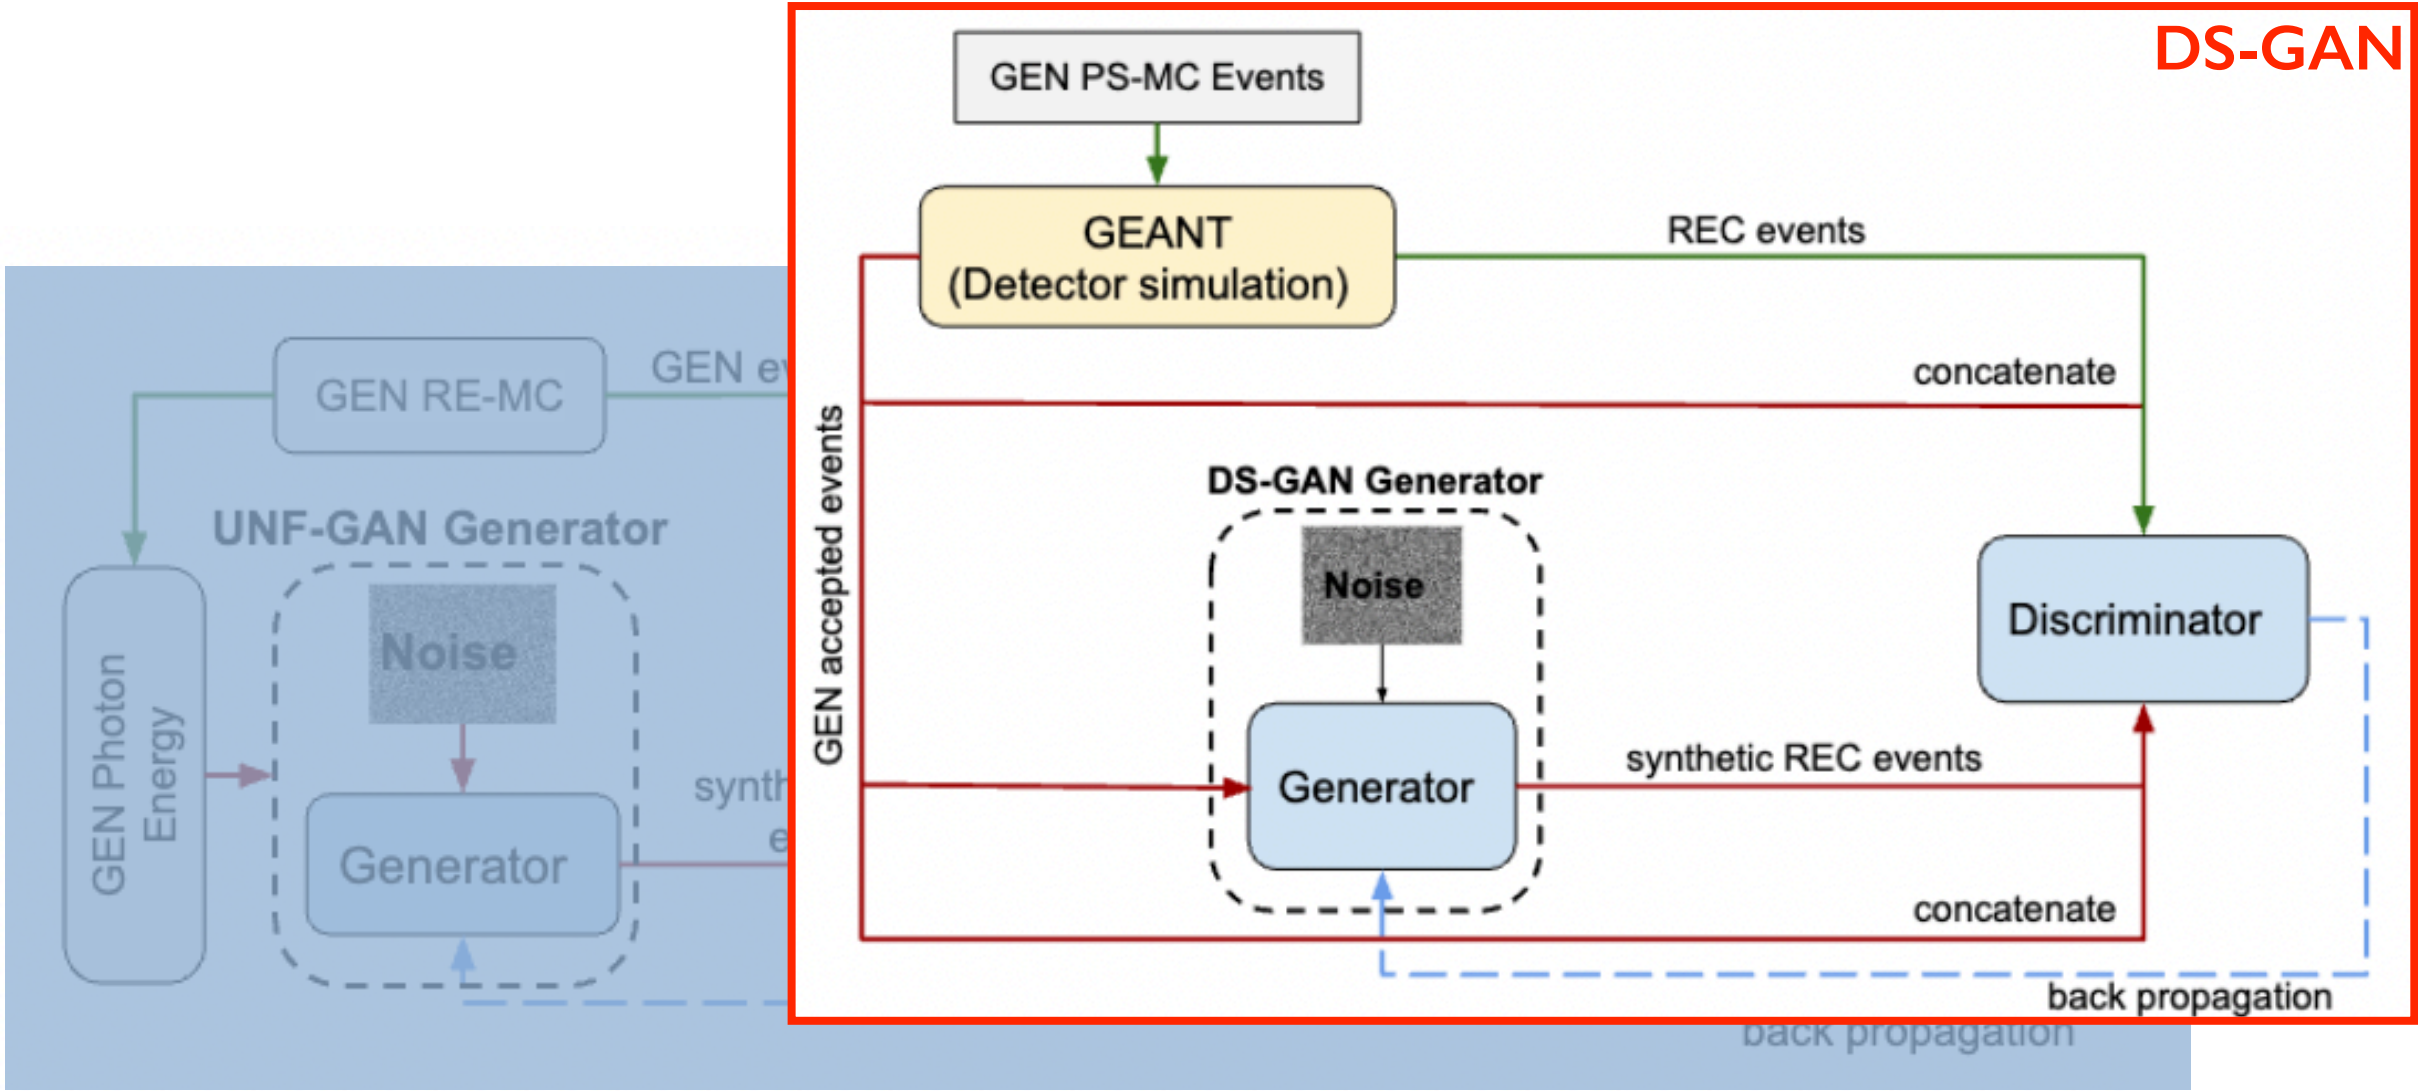 DS-GAN
GEN PS-MC Events
GEANT
(Detector simulation)
REC events
concatenate
GEN accepted events
DS-GAN Generator
Noise
Generator
synthetic REC events
Discriminator
concatenate
back propagation
GEN RE-MC
GEN
UNF-GAN Generator
Noise
GEN Photon
Energy
Generator
back propagation